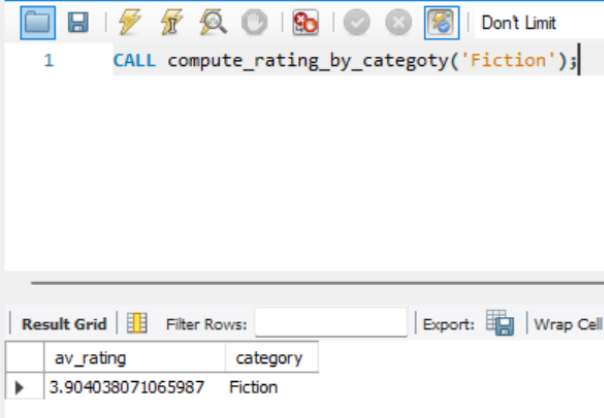 Don't Limit
1 CALL compute_rating_by_categoty('Fiction');
Result Grid Filter Rows: Export: Wrap Cell
av_rating category
3.904038071065987 Fiction